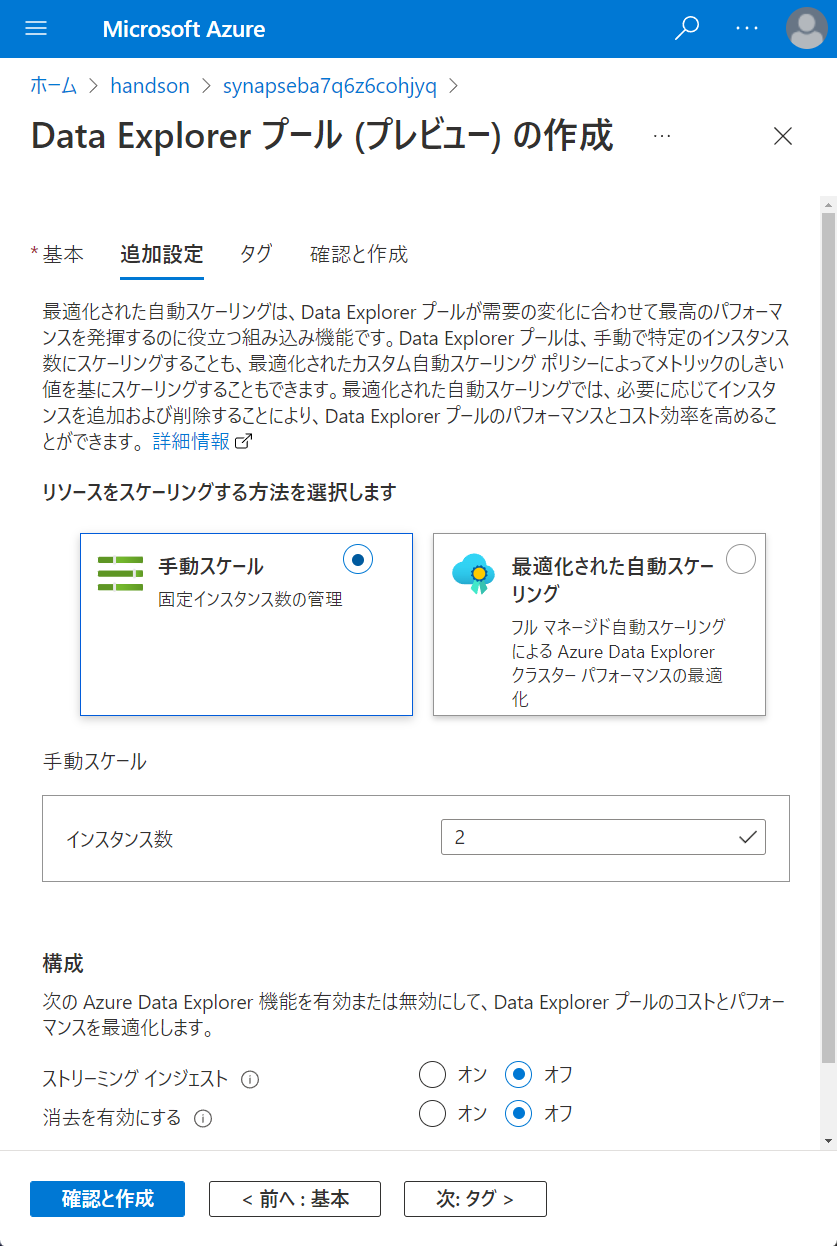 Microsoft Azure
ホーム > handson > synapseba7q6z6cohjyq >
Data Explorer プール (プレビュー) の作成 ...
* 基本 追加設定 タグ 確認と作成
最適化された自動スケーリングは、Data Explorer プールが需要の変化に合わせて最高のパフォーマ
ンスを発揮するのに役立つ組み込み機能です。Data Explorer プールは、手動で特定のインスタンス
数にスケーリングすることも、最適化されたカスタム自動スケーリング ポリシーによってメトリックのしきい
値を基にスケーリングすることもできます。最適化された自動スケーリングでは、必要に応じてインスタ
ンスを追加および削除することにより、Data Explorer プールのパフォーマンスとコスト効率を高めるこ
とができます。 詳細情報
リソースをスケーリングする方法を選択します
手動スケール
固定インスタンス数の管理
最適化された自動スケー
リング
フル マネージド自動スケーリング
による Azure Data Explorer
クラスター パフォーマンスの最適
化
手動スケール
インスタンス数 2
構成
次の Azure Data Explorer 機能を有効または無効にして、Data Explorer プールのコストとパフォー
マンスを最適化します。
ストリーミング インジェスト オン オフ
消去を有効にする オン オフ
確認と作成 < 前へ : 基本 次: タグ >